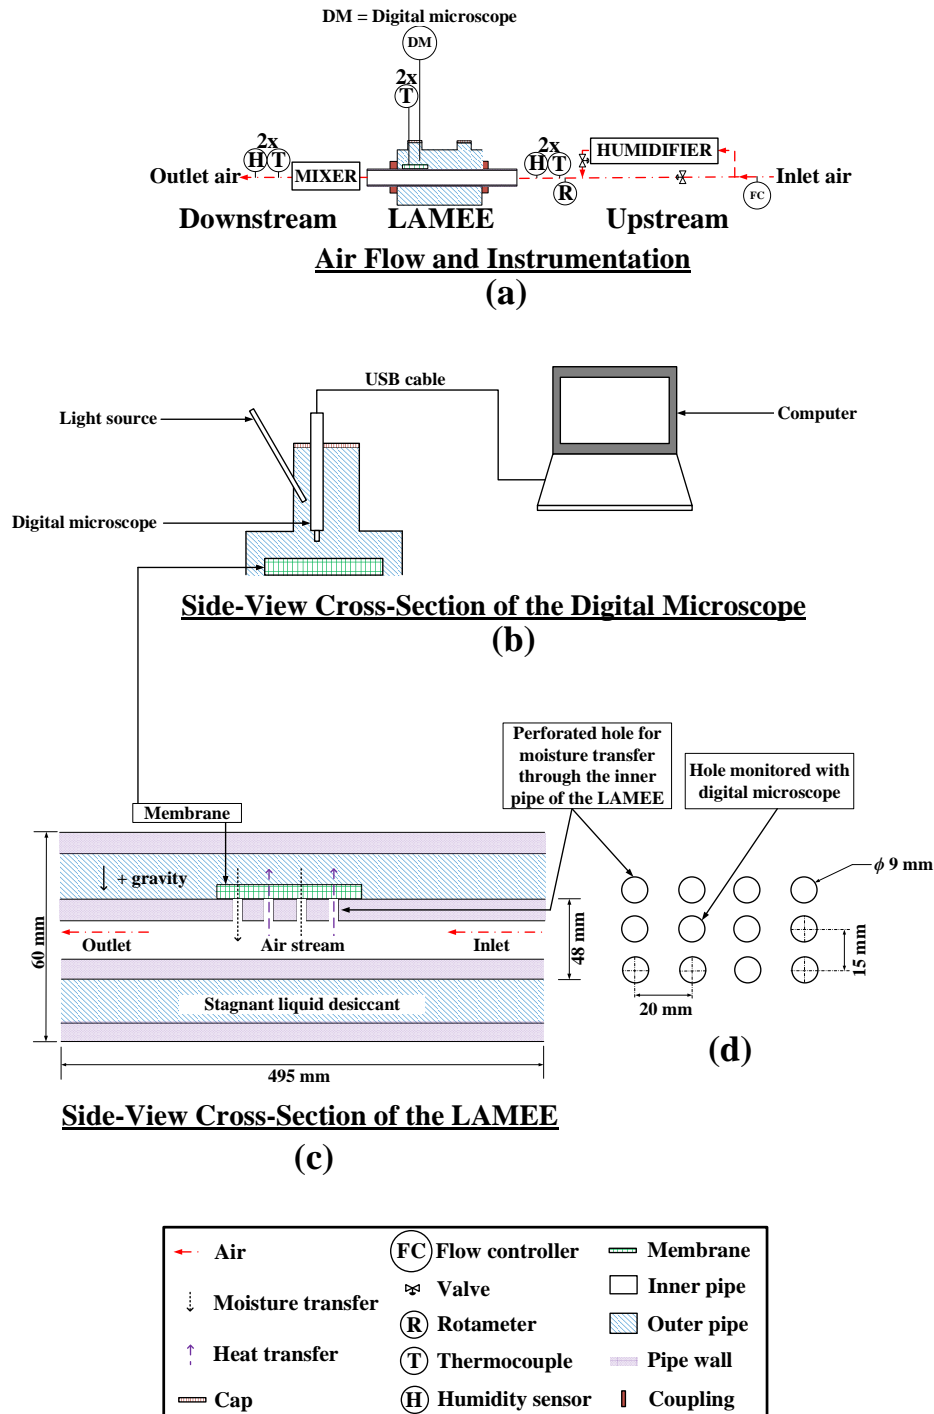 DM = Digital microscope
DM
2x
T
2x
H T
MIXER
Outlet air
2x
H T
R
HUMIDIFIER
Inlet air
FC
Downstream
LAMEE
Upstream
Air Flow and Instrumentation
(a)
USB cable
Light source
Computer
Digital microscope
Side-View Cross-Section of the Digital Microscope
(b)
Perforated hole for
moisture transfer
through the inner
pipe of the LAMEE
Hole monitored with
digital microscope
Membrane
+ gravity
ϕ 9 mm
60 mm
Outlet
Air stream
Inlet
48 mm
15 mm
Stagnant liquid desiccant
20 mm
(d)
495 mm
Side-View Cross-Section of the LAMEE
(c)
Air
FC Flow controller
Membrane
Moisture transfer
Valve
Inner pipe
R Rotameter
Outer pipe
Heat transfer
T Thermocouple
Pipe wall
Cap
H Humidity sensor
Coupling